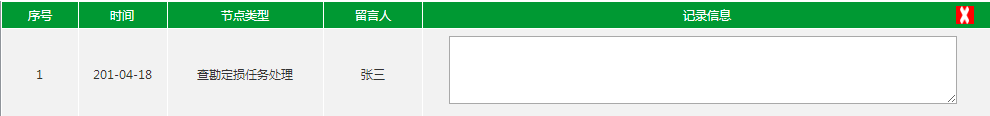 序号 时间 节点类型 留言人 记录信息
1 201-04-18 查勘定损任务处理 张三